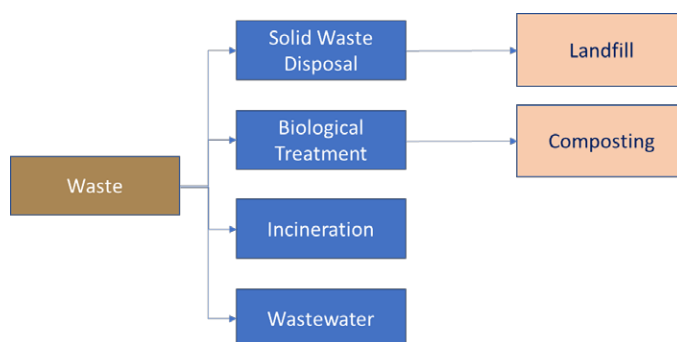 Solid Waste
Disposal
Landfill
Biological
Treatment
Composting
Waste
Incineration
Wastewater